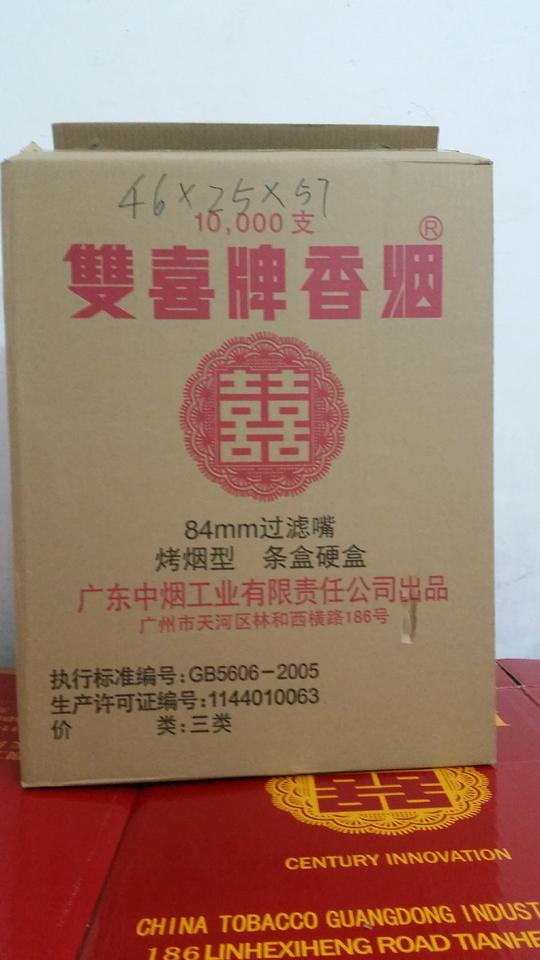 46×25×57
10,000支
雙喜牌香烟®
囍
84mm过滤嘴
烤烟型 条盒硬盒
广东中烟工业有限责任公司出品
广州市天河区林和西横路186号
执行标准编号:GB5606-2005
生产许可证编号:1144010063
价 类:三类
囍
CENTURY INNOVATION
CHINA TOBACCO GUANGDONG INDUST
186 LINHEXIHENG ROAD TIANHE